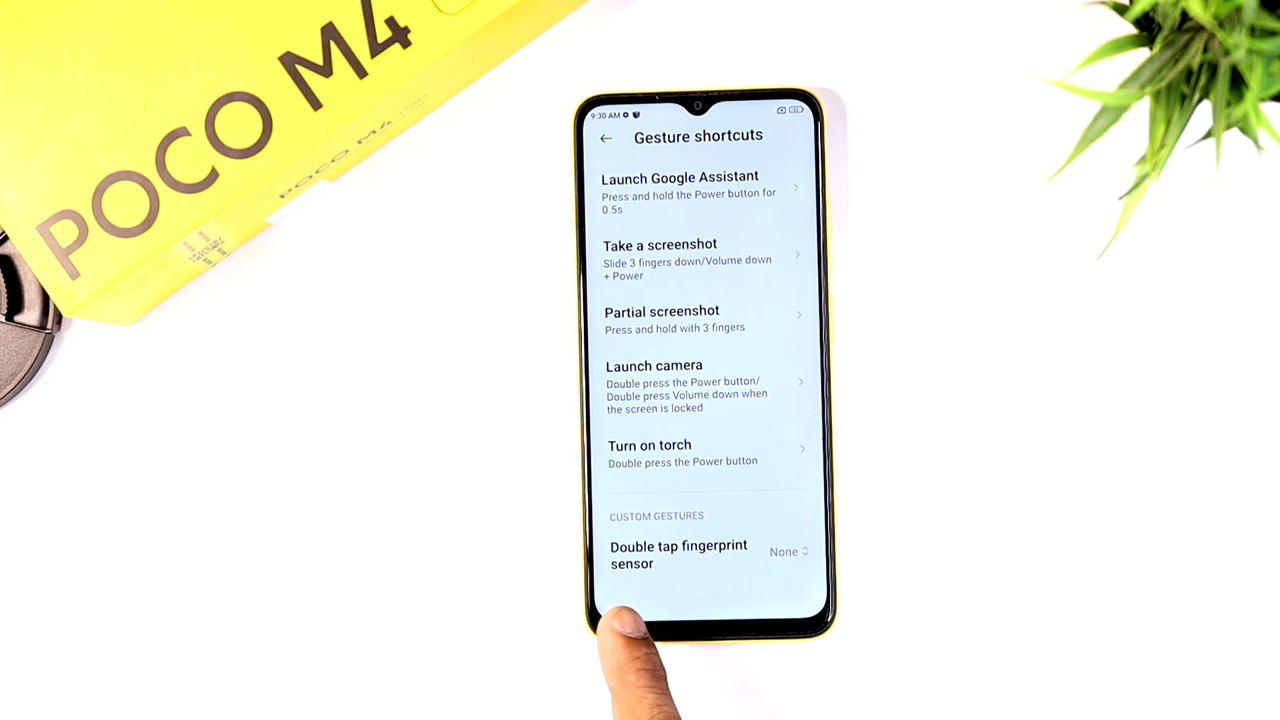 POCO M4
POCO M4
9:30 AM
Gesture shortcuts
Launch Google Assistant
Press and hold the Power button for
0.5s
Take a screenshot
Slide 3 fingers down/Volume down
+ Power
Partial screenshot
Press and hold with 3 fingers
Launch camera
Double press the Power button/
Double press Volume down when
the screen is locked
Turn on torch
Double press the Power button
CUSTOM GESTURES
Double tap fingerprint
sensor
None